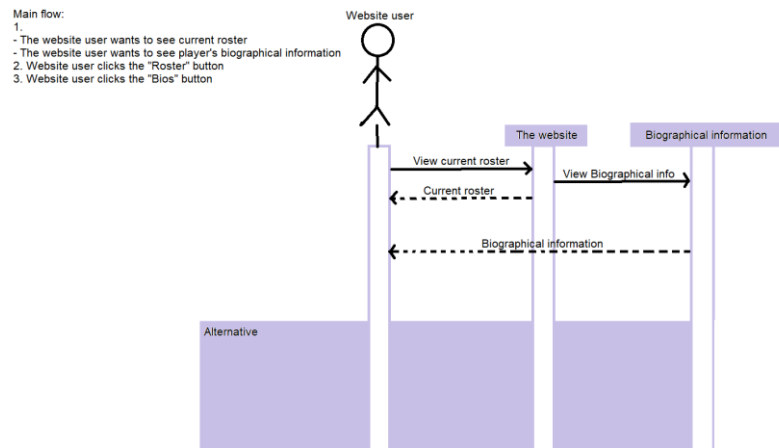 Main flow:
1.
- The website user wants to see current roster
- The website user wants to see player's biographical information
2. Website user clicks the "Roster" button
3. Website user clicks the "Bios" button
Website user
The website
Biographical information
View current roster
View Biographical info
Current roster
Biographical information
Alternative